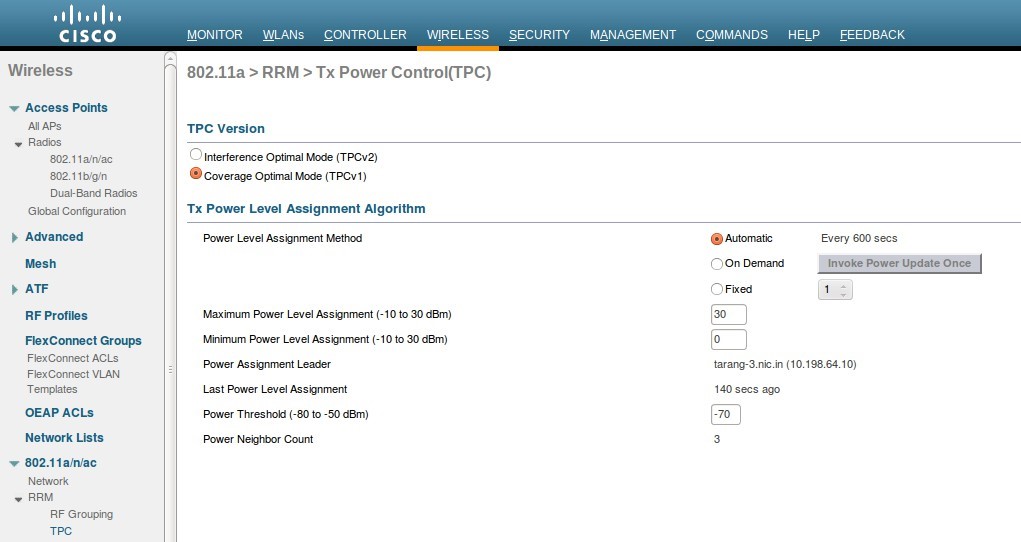 CISCO
MONITOR WLANs CONTROLLER WIRELESS SECURITY MANAGEMENT COMMANDS HELP FEEDBACK
Wireless
Access Points
All APs
Radios
802.11a/n/ac
802.11b/g/n
Dual-Band Radios
Global Configuration
Advanced
Mesh
ATF
RF Profiles
FlexConnect Groups
FlexConnect ACLs
FlexConnect VLAN
Templates
OEAP ACLs
Network Lists
802.11a/n/ac
Network
RRM
RF Grouping
TPC
802.11a > RRM > Tx Power Control(TPC)
TPC Version
Interference Optimal Mode (TPCv2)
Coverage Optimal Mode (TPCv1)
Tx Power Level Assignment Algorithm
Power Level Assignment Method Automatic Every 600 secs
On Demand Invoke Power Update Once
Fixed 1
Maximum Power Level Assignment (-10 to 30 dBm) 30
Minimum Power Level Assignment (-10 to 30 dBm) 0
Power Assignment Leader tarang-3.nic.in (10.198.64.10)
Last Power Level Assignment 140 secs ago
Power Threshold (-80 to -50 dBm) -70
Power Neighbor Count 3